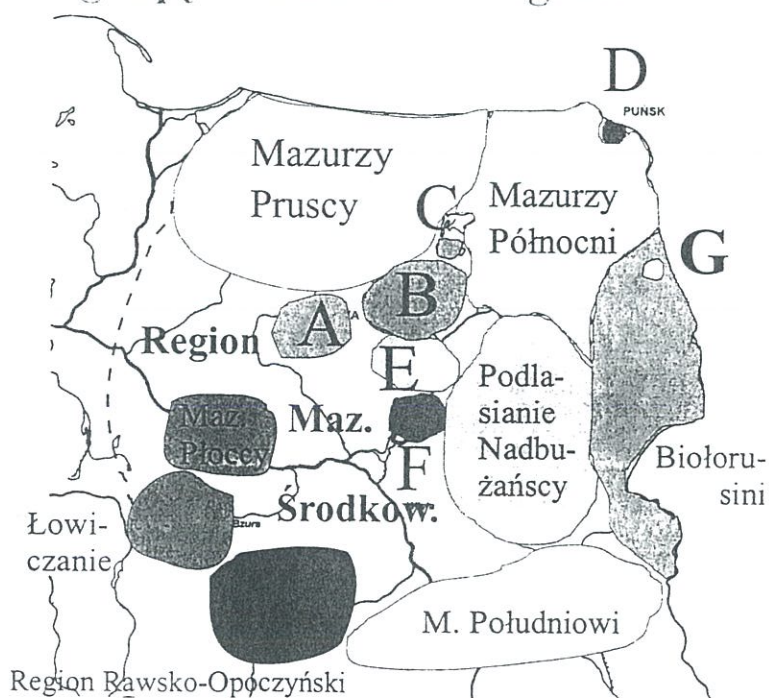 D
PUŃSK
Mazurzy
Pruscy
C
Mazurzy
Północni
G
A
B
Region
E
Podla-
sianie
Nadbu-
żańscy
Maz.
Płoccy
Maz.
F
Biołoru-
sini
Środkow.
Bzura
Łowi-
czanie
M. Południowi
Region Rawsko-Opoczyński